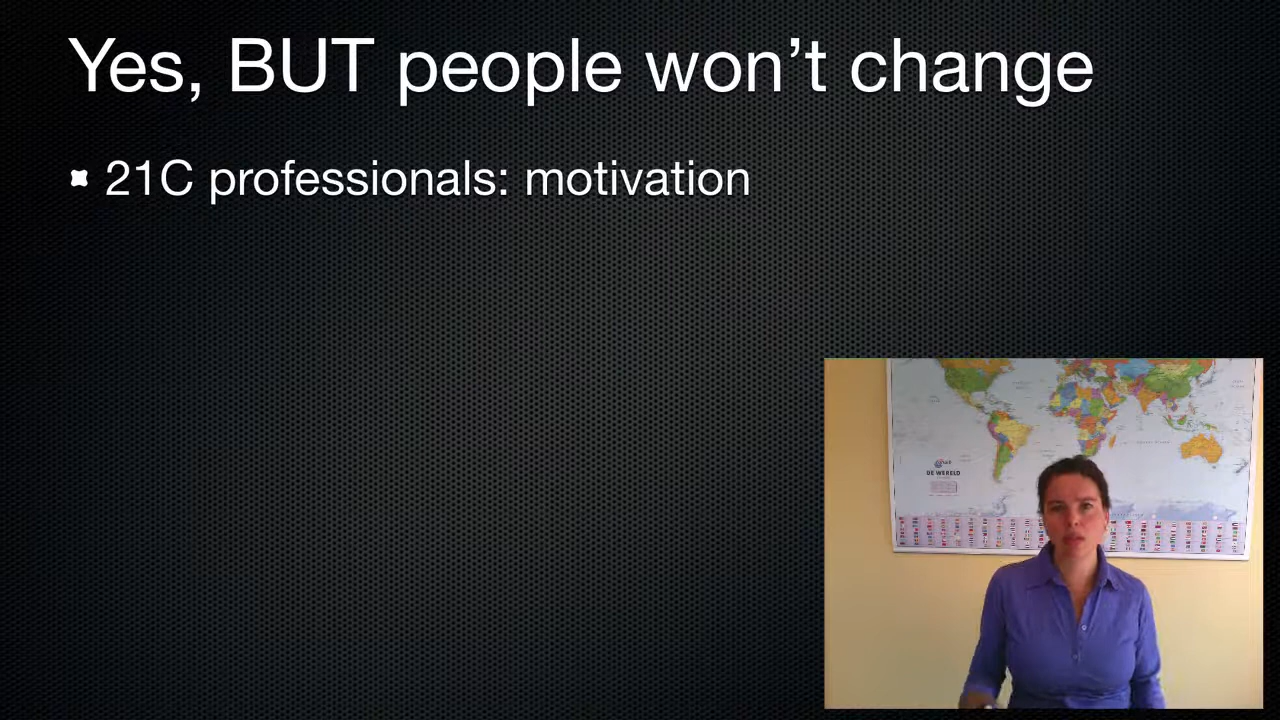 Yes, BUT people won’t change
21C professionals: motivation
DE WERELD